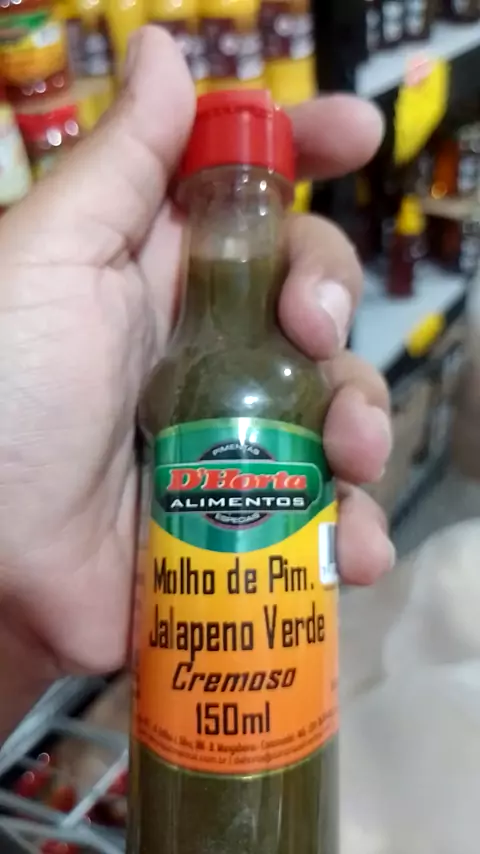 PIMENTAS
D'Horta
ALIMENTOS
ESPECIAIS
Molho de Pim.
Jalapeno Verde
Cremoso
150ml